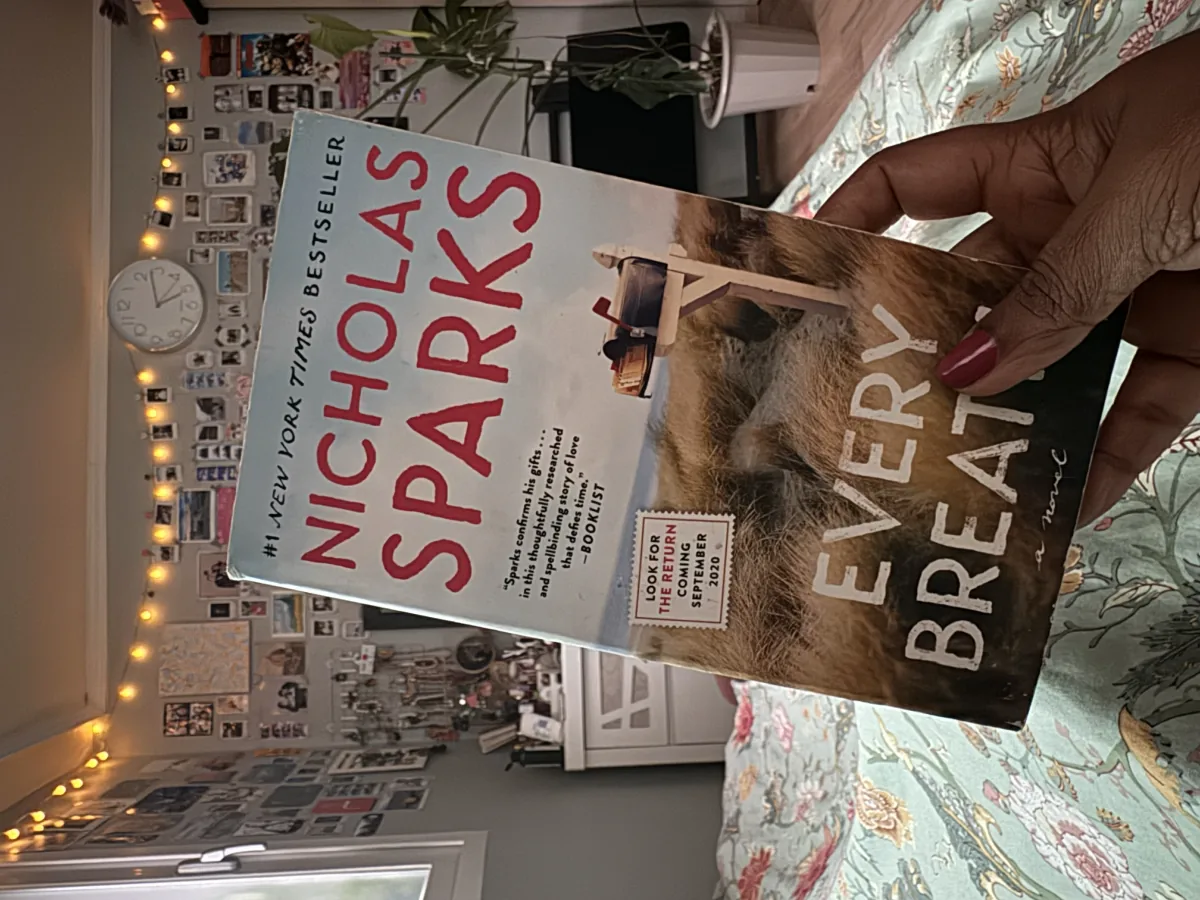 #1 NEW YORK TIMES BESTSELLER
NICHOLAS
SPARKS
“Sparks confirms his gifts...
in this thoughtfully researched
and spellbinding story of love
that defies time.”
—BOOKLIST
LOOK FOR
THE RETURN
COMING
SEPTEMBER
2020
EVERY
BREAT
a novel